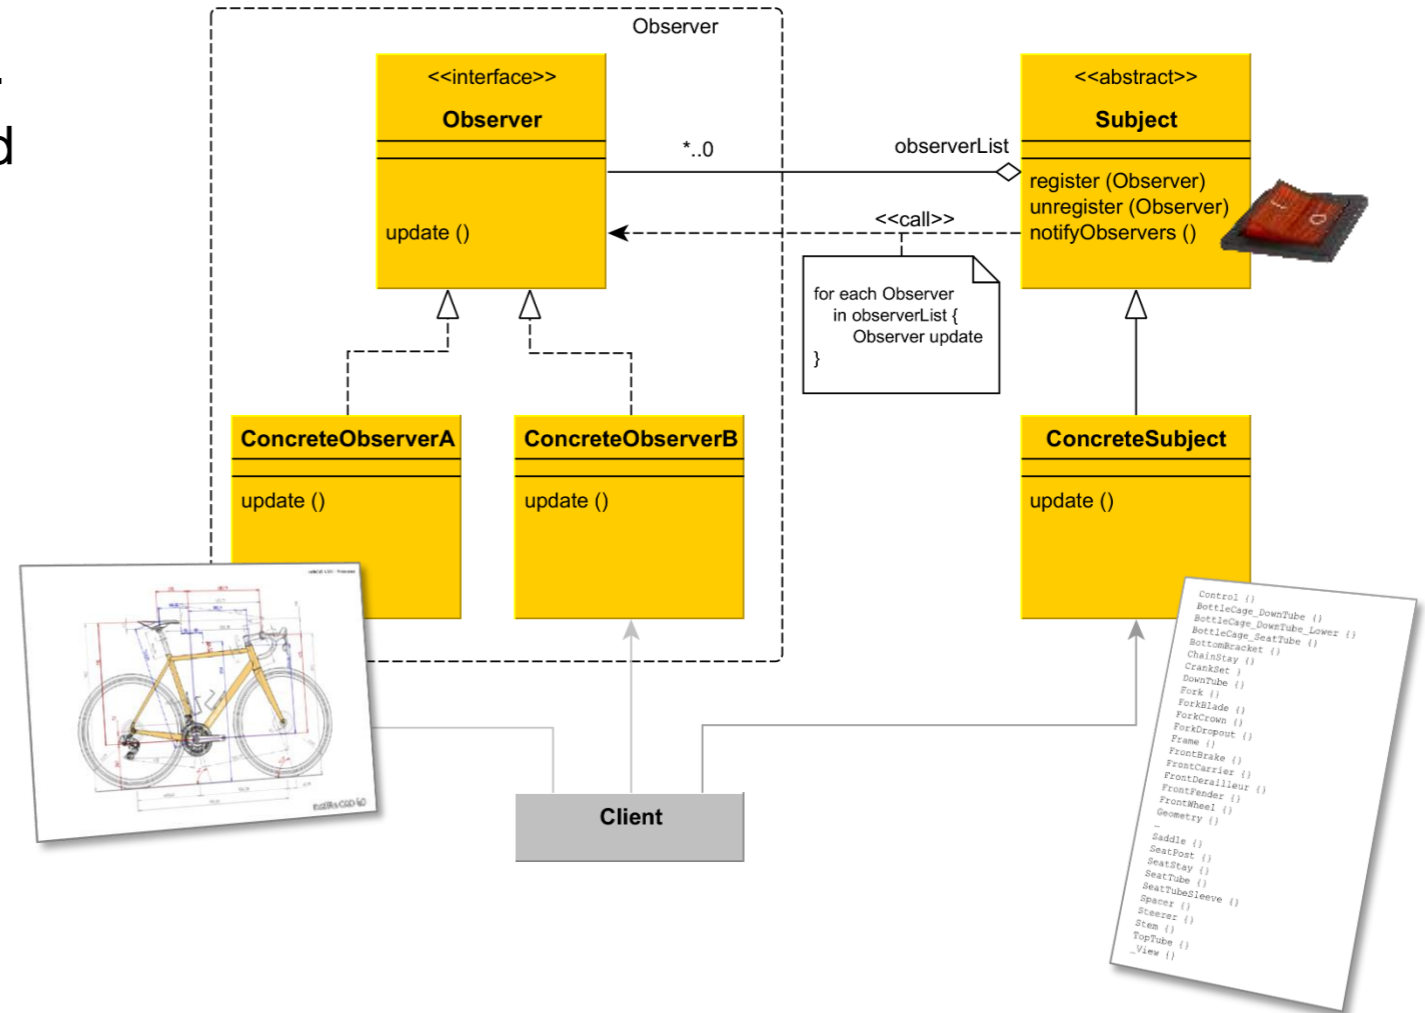 d
Observer
<<interface>>
Observer
update ()
*..0
observerList
<<call>>
<<abstract>>
Subject
register (Observer)
unregister (Observer)
notifyObservers ()
for each Observer
in observerList {
Observer update
}
ConcreteObserverA
update ()
ConcreteObserverB
update ()
ConcreteSubject
update ()
Client
Control {}
BottleCage_DownTube {}
BottleCage_DownTube_Lower {}
BottleCage_SeatTube {}
BottomBracket {}
ChainStay {}
CrankSet }
DownTube {}
Fork {}
ForkBlade {}
ForkCrown {}
ForkDropout {}
Frame {}
FrontBrake {}
FrontCarrier {}
FrontDerailleur {}
FrontFender {}
FrontWheel {}
Geometry {}
_
Saddle {}
SeatPost {}
SeatStay {}
SeatTube {}
SeatTubeSleeve {}
Spacer {}
Steerer {}
Stem {}
TopTube {}
_View {}